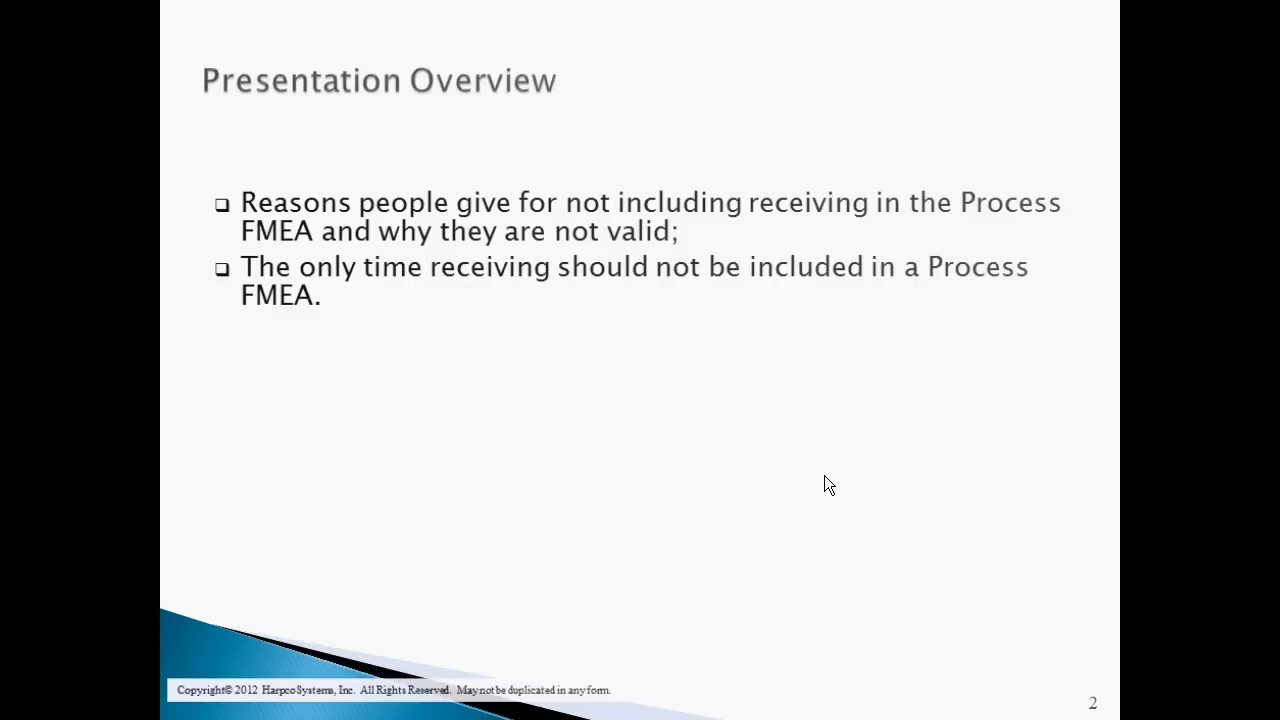 Presentation Overview
Reasons people give for not including receiving in the Process
FMEA and why they are not valid;
The only time receiving should not be included in a Process
FMEA.
Copyright© 2012 Harpco Systems, Inc. All Rights Reserved. May not be duplicated in any form.
2